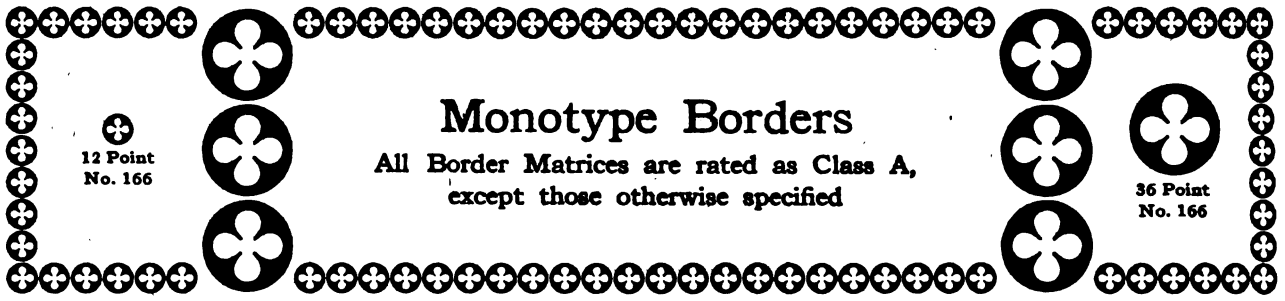 Monotype Borders
All Border Matrices are rated as Class A,
except those otherwise specified
12 Point
No. 166
36 Point
No. 166